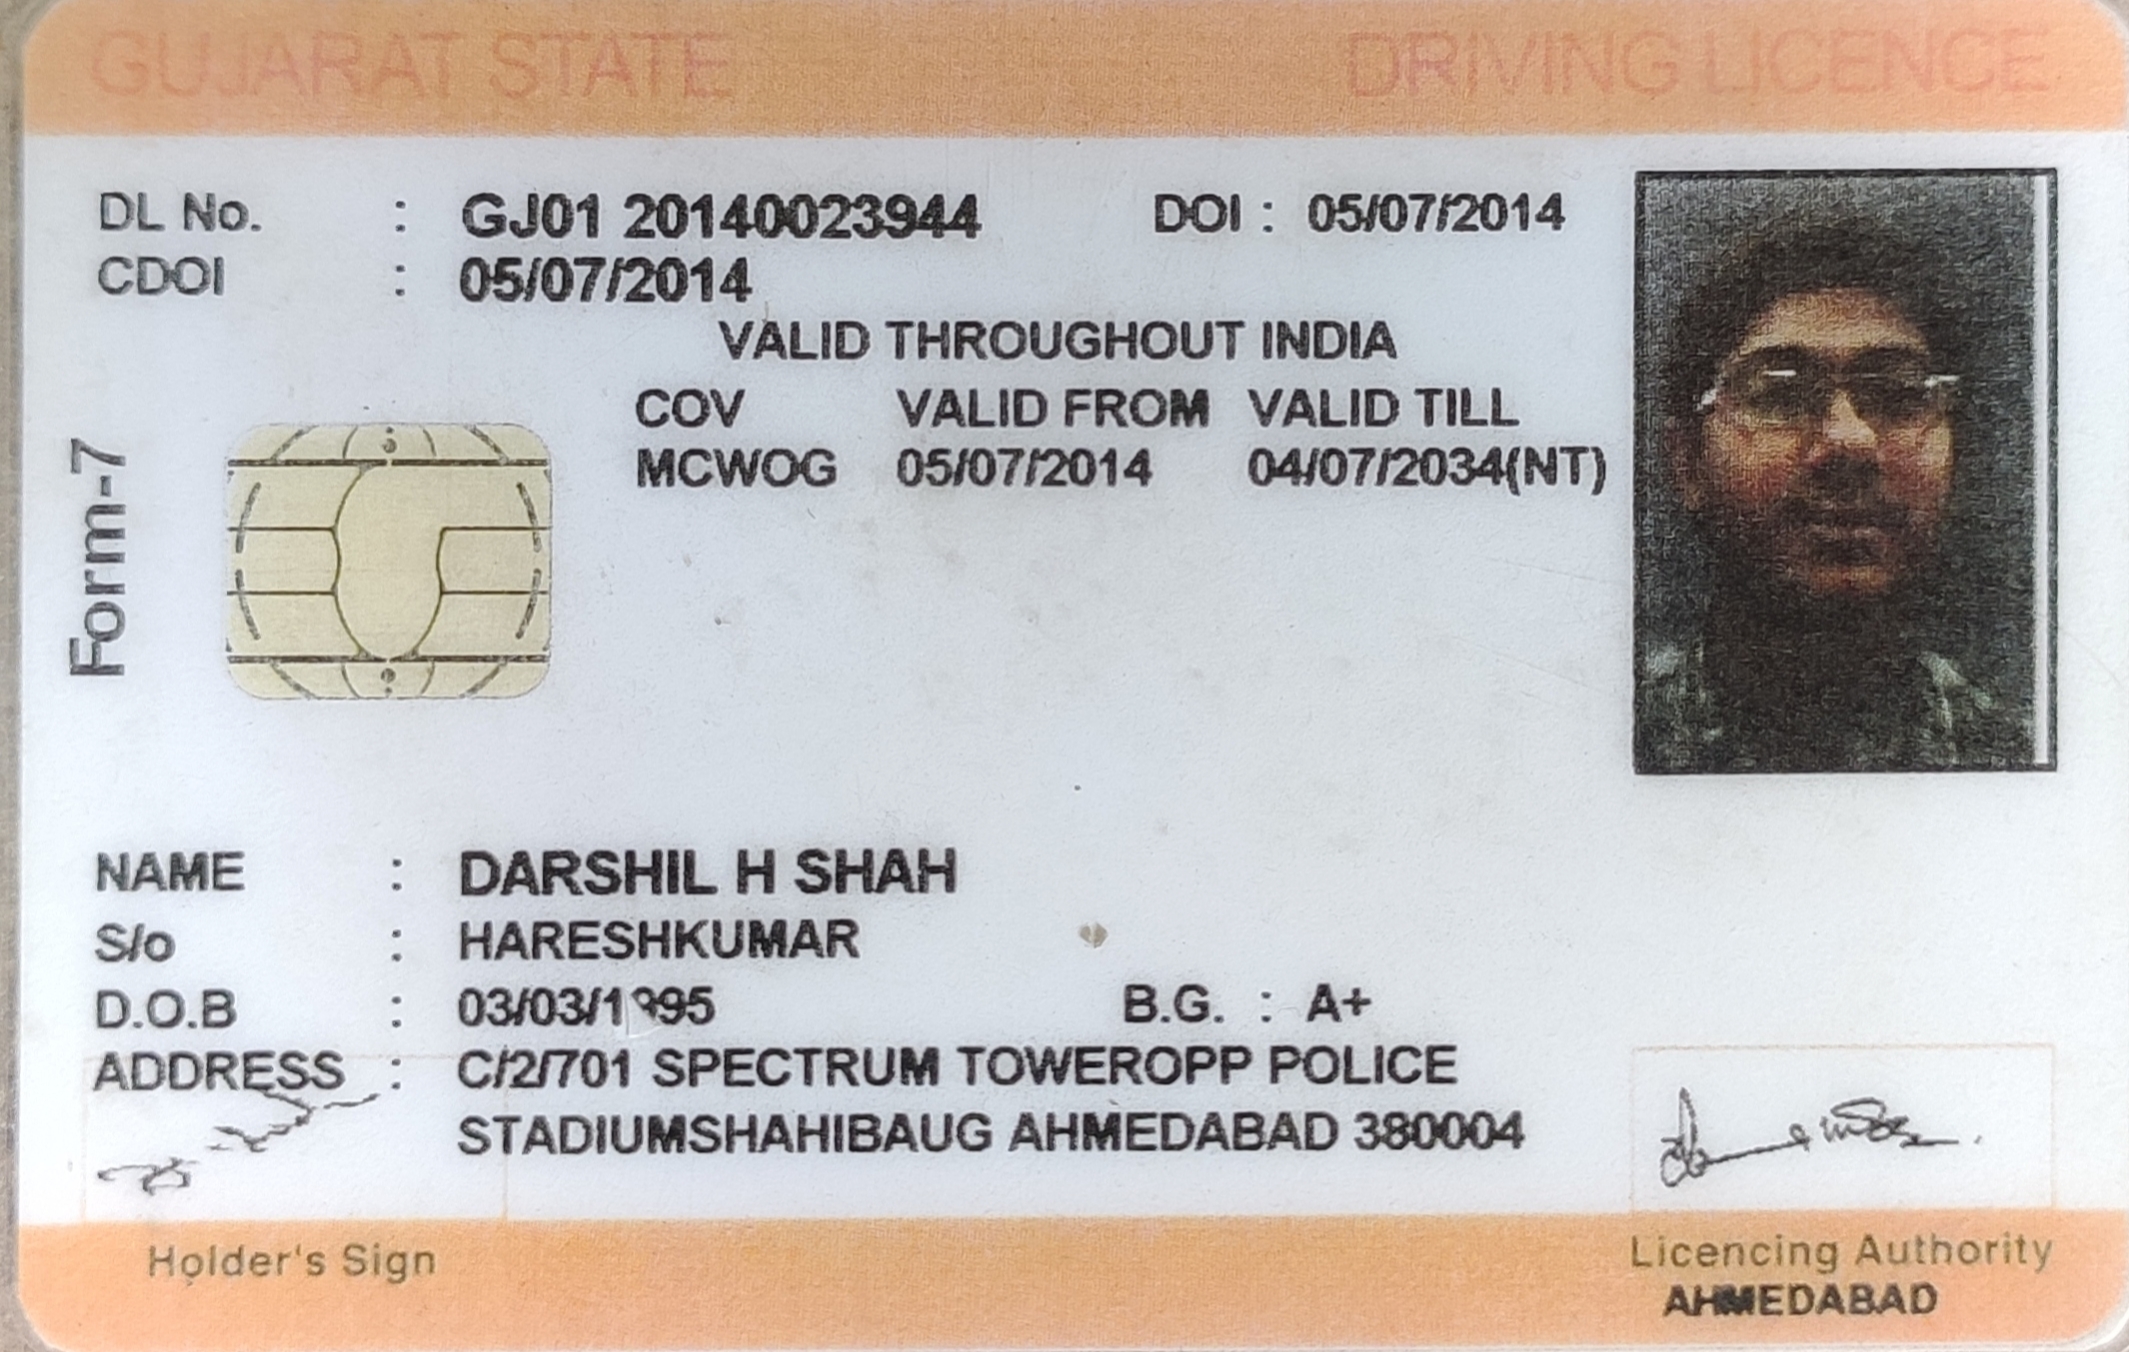 GUJARAT STATE DRIVING LICENCE
DL No. : GJ01 20140023944 DOI : 05/07/2014
CDOI : 05/07/2014
VALID THROUGHOUT INDIA
COV VALID FROM VALID TILL
MCWOG 05/07/2014 04/07/2034(NT)
Form-7
NAME : DARSHIL H SHAH
S/o : HARESHKUMAR
D.O.B : 03/03/1995 B.G. : A+
ADDRESS : C/2/701 SPECTRUM TOWEROPP POLICE
STADIUMSHAHIBAUG AHMEDABAD 380004
Holder's Sign
Licencing Authority
AHMEDABAD